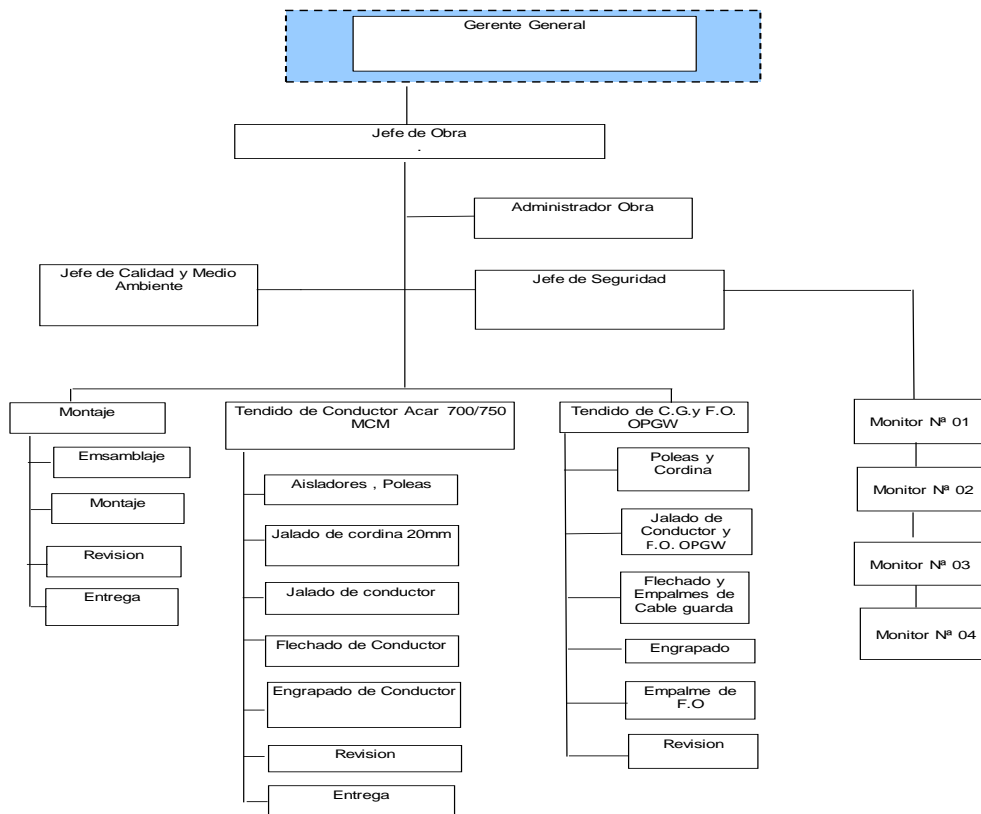 Gerente General
Jefe de Obra
.
Administrador Obra
Jefe de Calidad y Medio
Ambiente
Jefe de Seguridad
Montaje
Emsamblaje
Montaje
Revision
Entrega
Tendido de Conductor Acar 700/750
MCM
Aisladores , Poleas
Jalado de cordina 20mm
Jalado de conductor
Flechado de Conductor
Engrapado de Conductor
Revision
Entrega
Tendido de C.G.y F.O.
OPGW
Poleas y
Cordina
Jalado de
Conductor y
F.O. OPGW
Flechado y
Empalmes de
Cable guarda
Engrapado
Empalme de
F.O
Revision
Monitor Nª 01
Monitor Nª 02
Monitor Nª 03
Monitor Nª 04